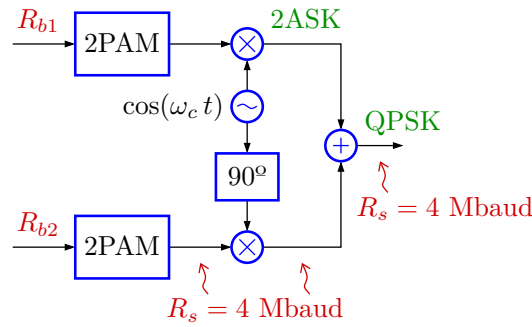 R_{b1}
2PAM
2ASK
cos(ω_c t)
QPSK
90º
R_s = 4 Mbaud
R_{b2}
2PAM
R_s = 4 Mbaud